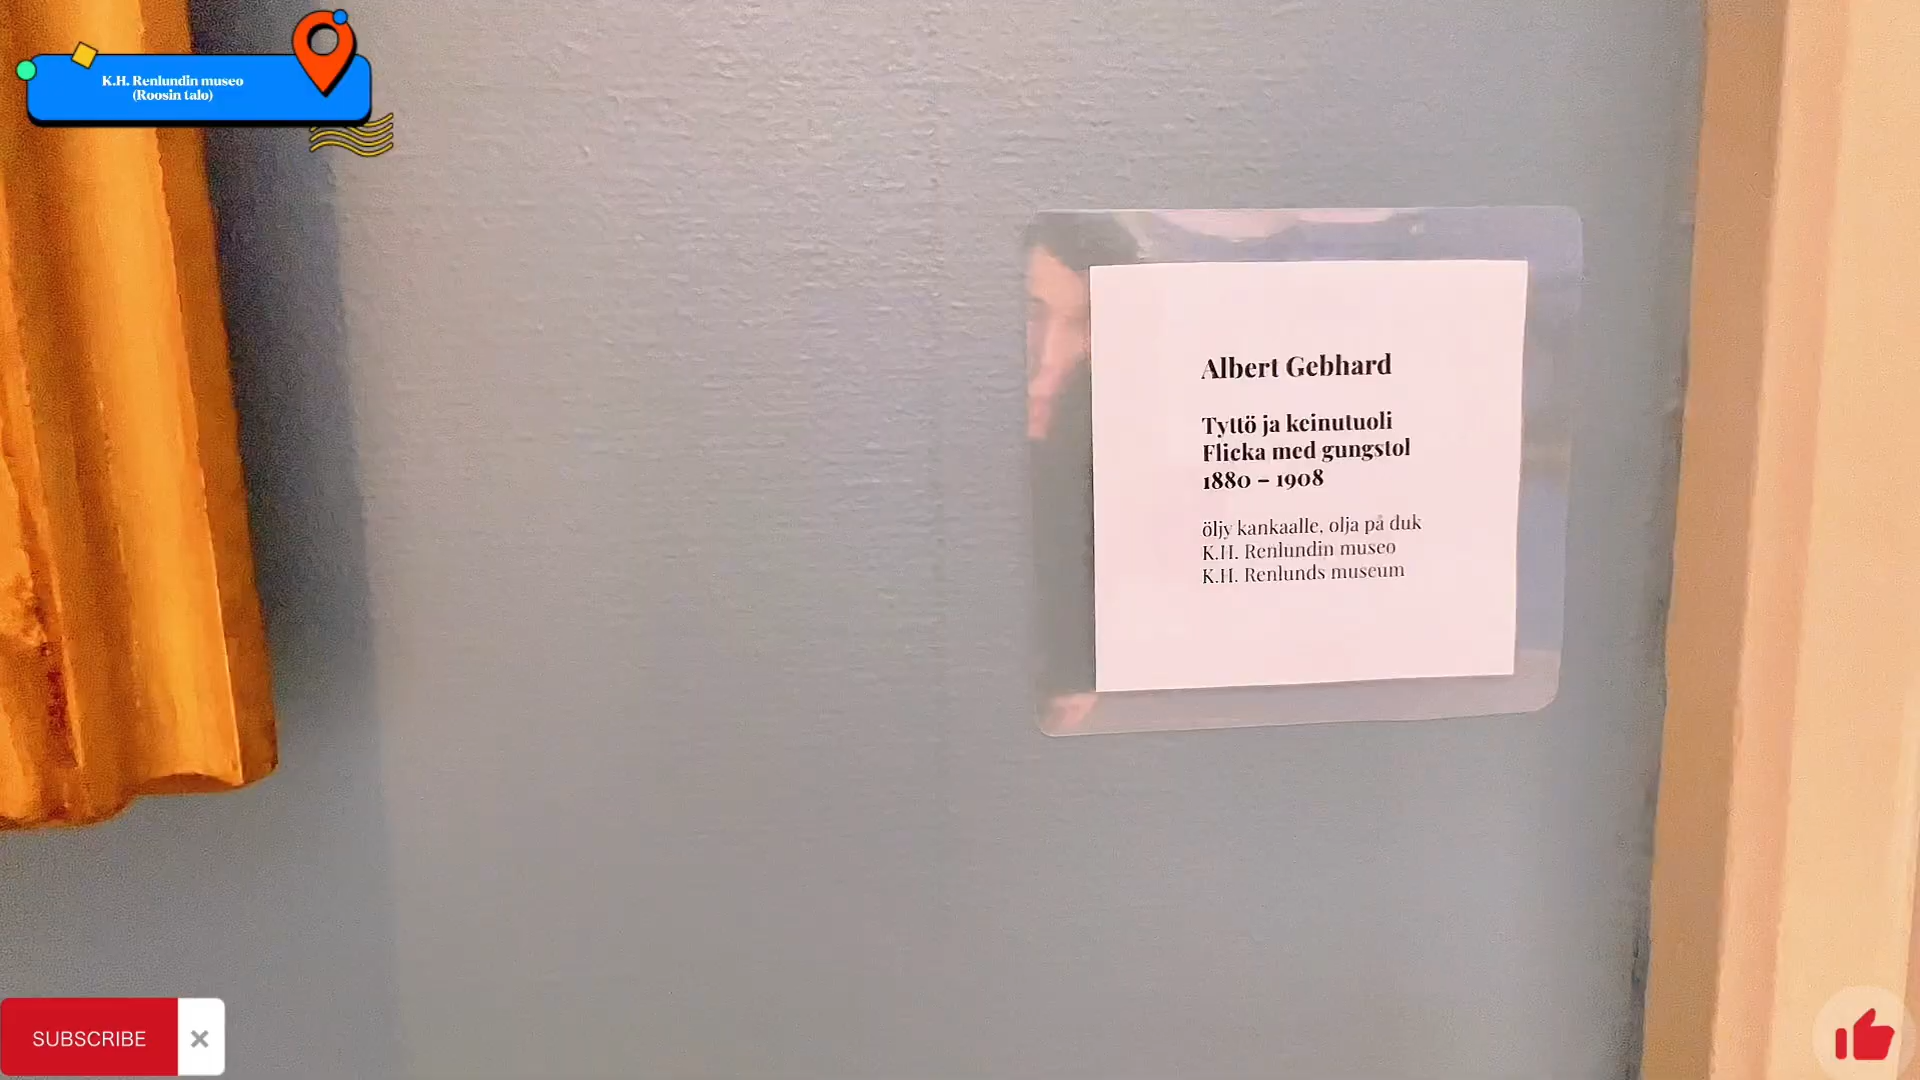 K.H. Renlundin museo
(Roosin talo)
Albert Gebhard
Tyttö ja keinutuoli
Flicka med gungstol
1880 – 1908
öljy kankaalle, olja på duk
K.H. Renlundin museo
K.H. Renlunds museum
SUBSCRIBE